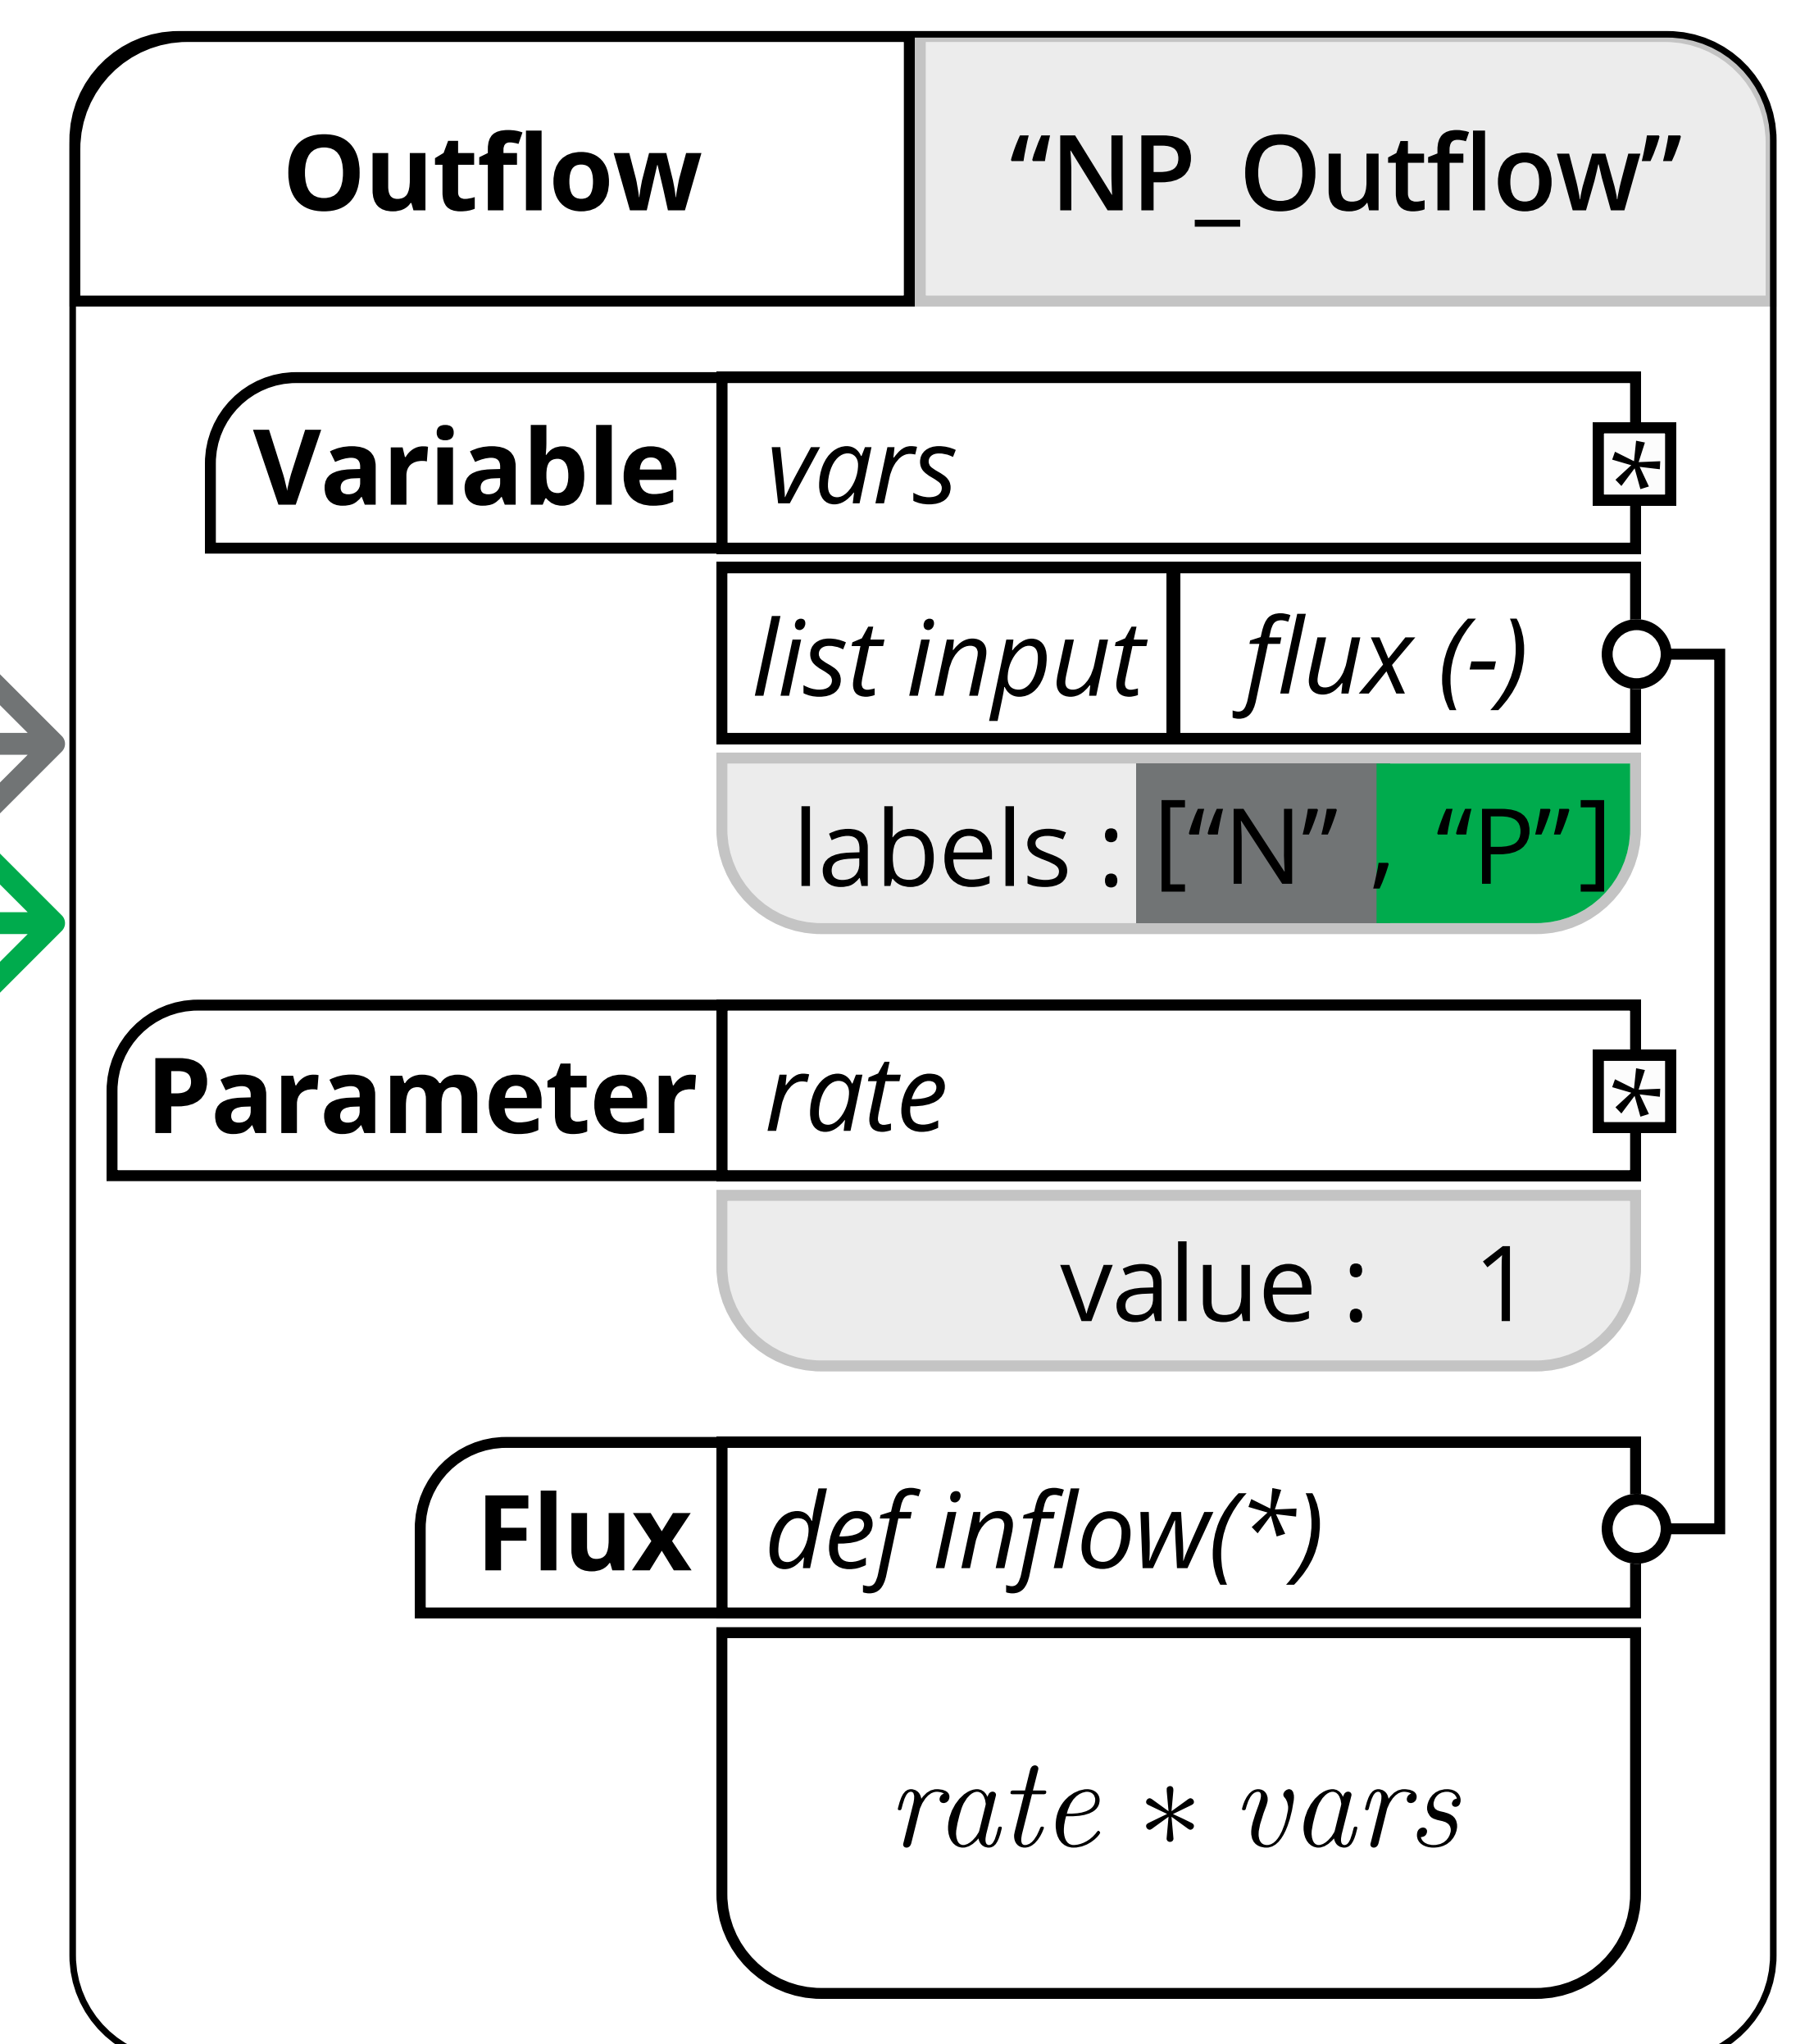 Outflow “NP_Outflow”
Variable vars *
list input flux (-)
labels : [“N” , “P”]
Parameter rate *
value : 1
Flux def inflow(*)
rate * vars